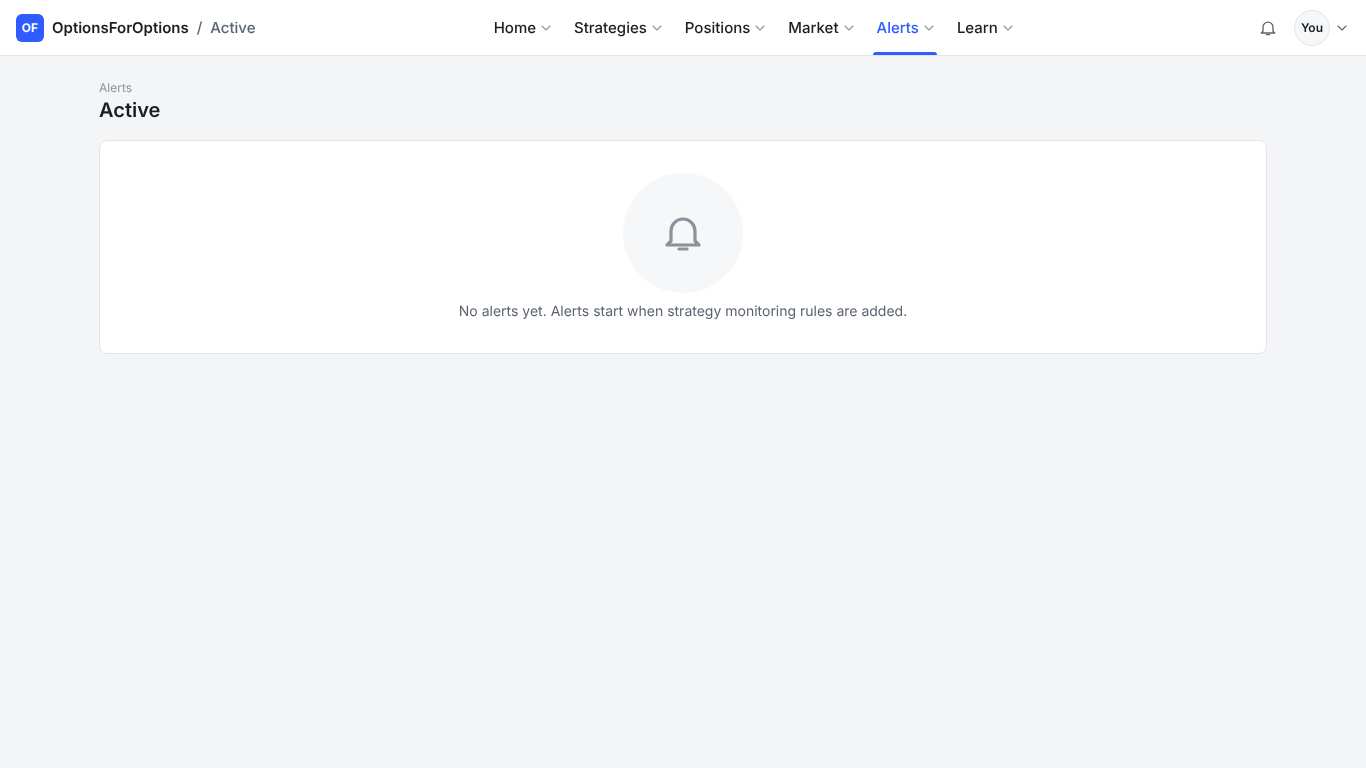 OF OptionsForOptions / Active Home Strategies Positions Market Alerts Learn You
Alerts
Active
No alerts yet. Alerts start when strategy monitoring rules are added.